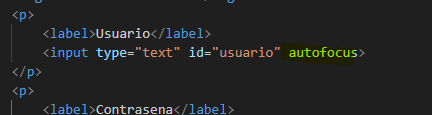 <p>
<label>Usuario</label>
<input type="text" id="usuario" autofocus>
</p>
<p>
<label>Contrasena</label>